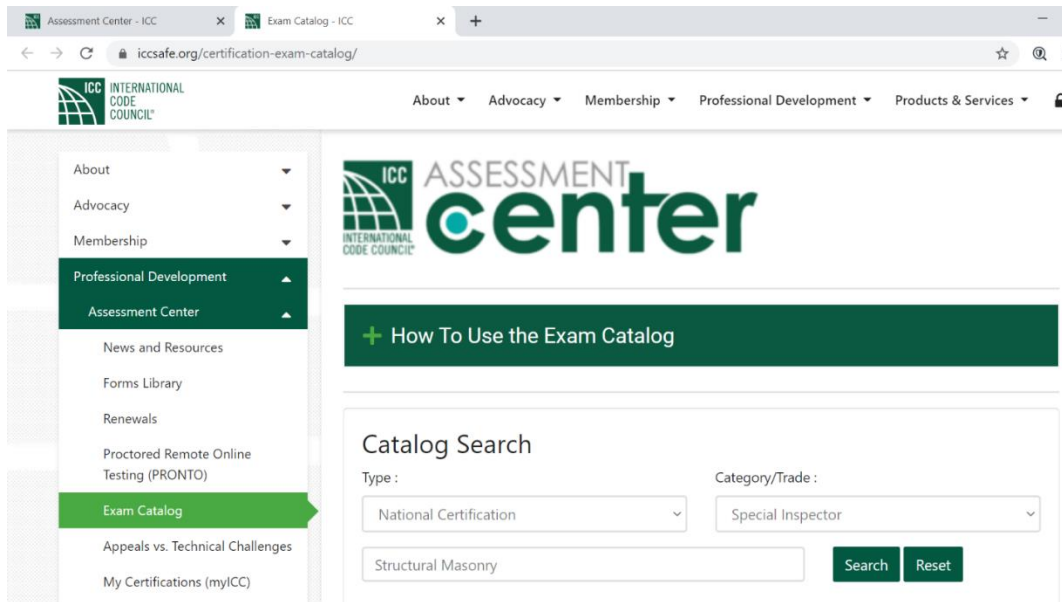 Assessment Center - ICC
Exam Catalog - ICC
iccsafe.org/certification-exam-catalog/
ICC INTERNATIONAL
CODE
COUNCIL®
About Advocacy Membership Professional Development Products & Services
About
Advocacy
Membership
Professional Development
Assessment Center
News and Resources
Forms Library
Renewals
Proctored Remote Online
Testing (PRONTO)
Exam Catalog
Appeals vs. Technical Challenges
My Certifications (myICC)
ICC
INTERNATIONAL
CODE COUNCIL®
ASSESSMENT
center
+ How To Use the Exam Catalog
Catalog Search
Type : Category/Trade :
National Certification Special Inspector
Structural Masonry Search Reset